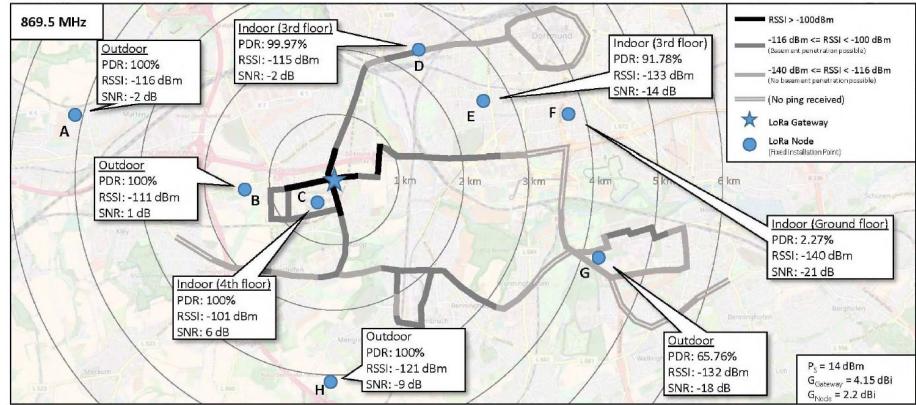 869.5 MHz
Outdoor
PDR: 100%
RSSI: -116 dBm
SNR: -2 dB
A
Indoor (3rd floor)
PDR: 99.97%
RSSI: -115 dBm
SNR: -2 dB
D
Dortmund
Indoor (3rd floor)
PDR: 91.78%
RSSI: -133 dBm
SNR: -14 dB
E
F
RSSI > -100dBm
-116 dBm <= RSSI < -100 dBm
(Basement penetration possible)
-140 dBm <= RSSI < -116 dBm
(No basement penetration possible)
(No ping received)
LoRa Gateway
LoRa Node
(Fixed Installation Point)
Outdoor
PDR: 100%
RSSI: -111 dBm
SNR: 1 dB
B
C
1 km
2 km
3 km
4 km
5 km
6 km
Indoor (Ground floor)
PDR: 2.27%
RSSI: -140 dBm
SNR: -21 dB
Indoor (4th floor)
PDR: 100%
RSSI: -101 dBm
SNR: 6 dB
G
Outdoor
PDR: 100%
RSSI: -121 dBm
SNR: -9 dB
H
Outdoor
PDR: 65.76%
RSSI: -132 dBm
SNR: -18 dB
PS = 14 dBm
GGateway = 4.15 dBi
GNode = 2.2 dBi